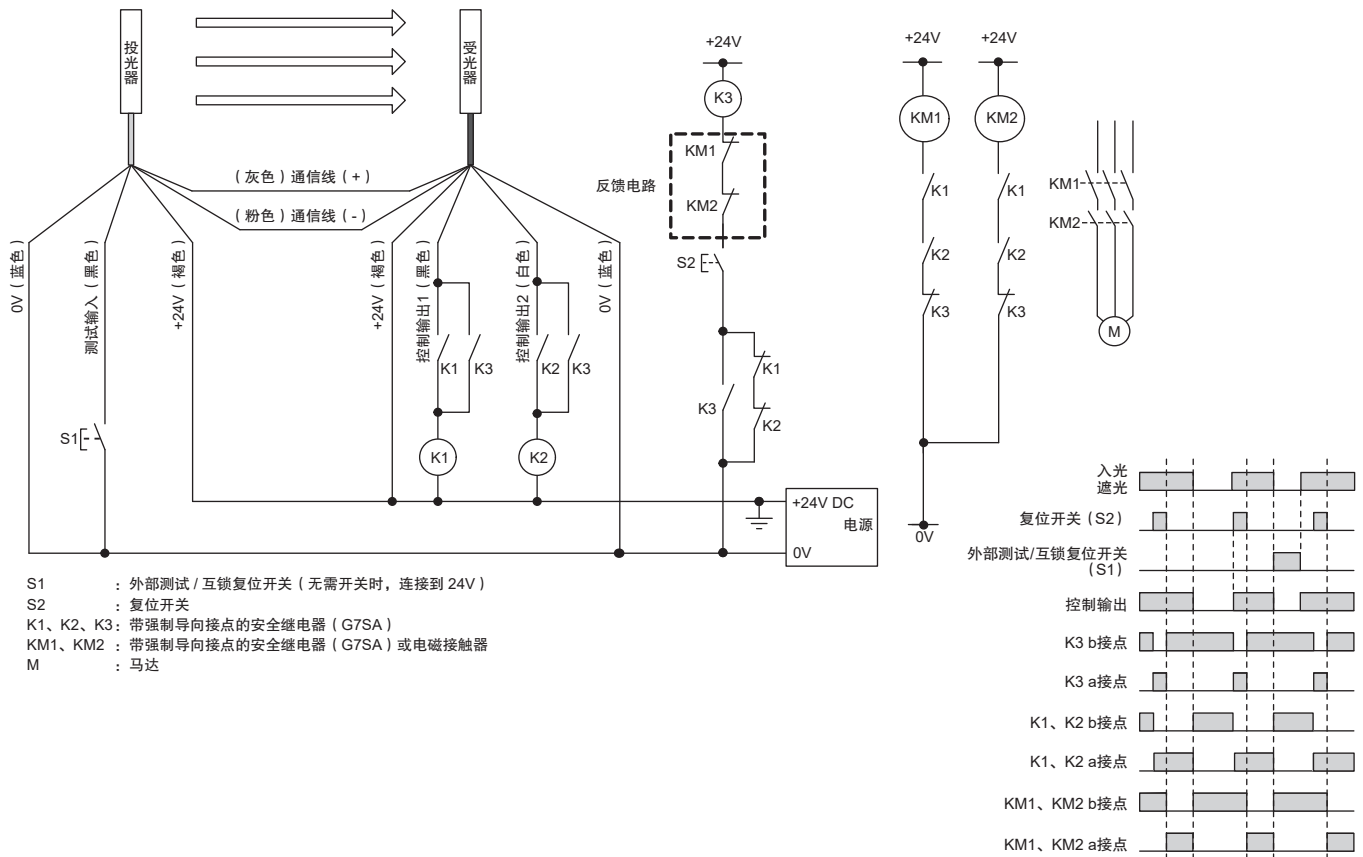 投光器
受光器
(灰色)通信线(+)
(粉色)通信线(-)
0V(蓝色)
测试输入(黑色)
+24V(褐色)
+24V(褐色)
控制输出1(黑色)
控制输出2(白色)
0V(蓝色)
K1
K3
K2
K3
S1
K1
K2
+24V
K3
KM1
反馈电路
KM2
S2
K1
K3
K2
+24V DC
电源
0V
+24V
+24V
KM1
KM2
K1
K1
K2
K2
K3
K3
0V
KM1
KM2
M
入光
遮光
复位开关(S2)
外部测试/互锁复位开关
(S1)
控制输出
K3 b接点
K3 a接点
K1、K2 b接点
K1、K2 a接点
KM1、KM2 b接点
KM1、KM2 a接点
S1 :外部测试 / 互锁复位开关(无需开关时,连接到 24V)
S2 :复位开关
K1、K2、K3:带强制导向接点的安全继电器(G7SA)
KM1、KM2 :带强制导向接点的安全继电器(G7SA)或电磁接触器
M :马达